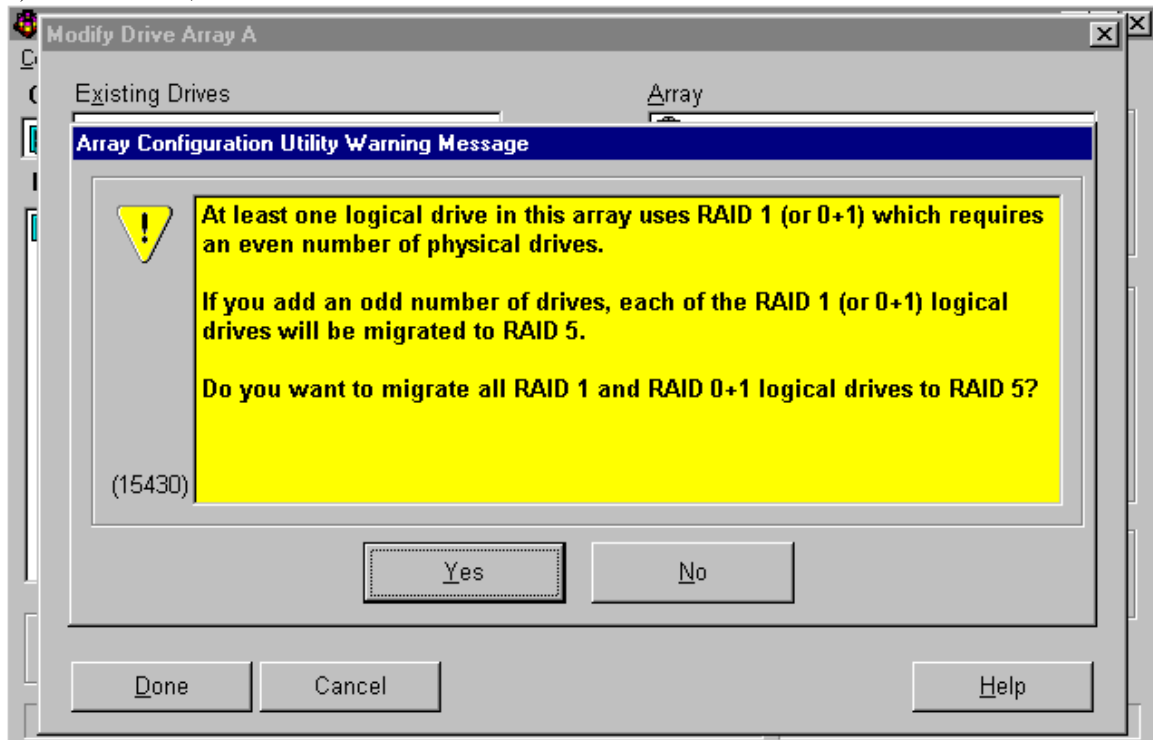 Modify Drive Array A
Existing Drives
Array
Array Configuration Utility Warning Message
At least one logical drive in this array uses RAID 1 (or 0+1) which requires
an even number of physical drives.
If you add an odd number of drives, each of the RAID 1 (or 0+1) logical
drives will be migrated to RAID 5.
Do you want to migrate all RAID 1 and RAID 0+1 logical drives to RAID 5?
(15430)
Yes
No
Done
Cancel
Help